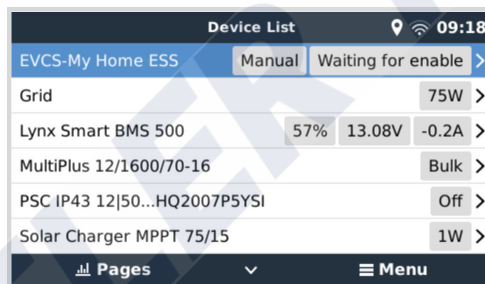 Device List 09:18
EVCS-My Home ESS Manual Waiting for enable
Grid 75W
Lynx Smart BMS 500 57% 13.08V -0.2A
MultiPlus 12/1600/70-16 Bulk
PSC IP43 12|50...HQ2007P5YSI Off
Solar Charger MPPT 75/15 1W
Pages Menu